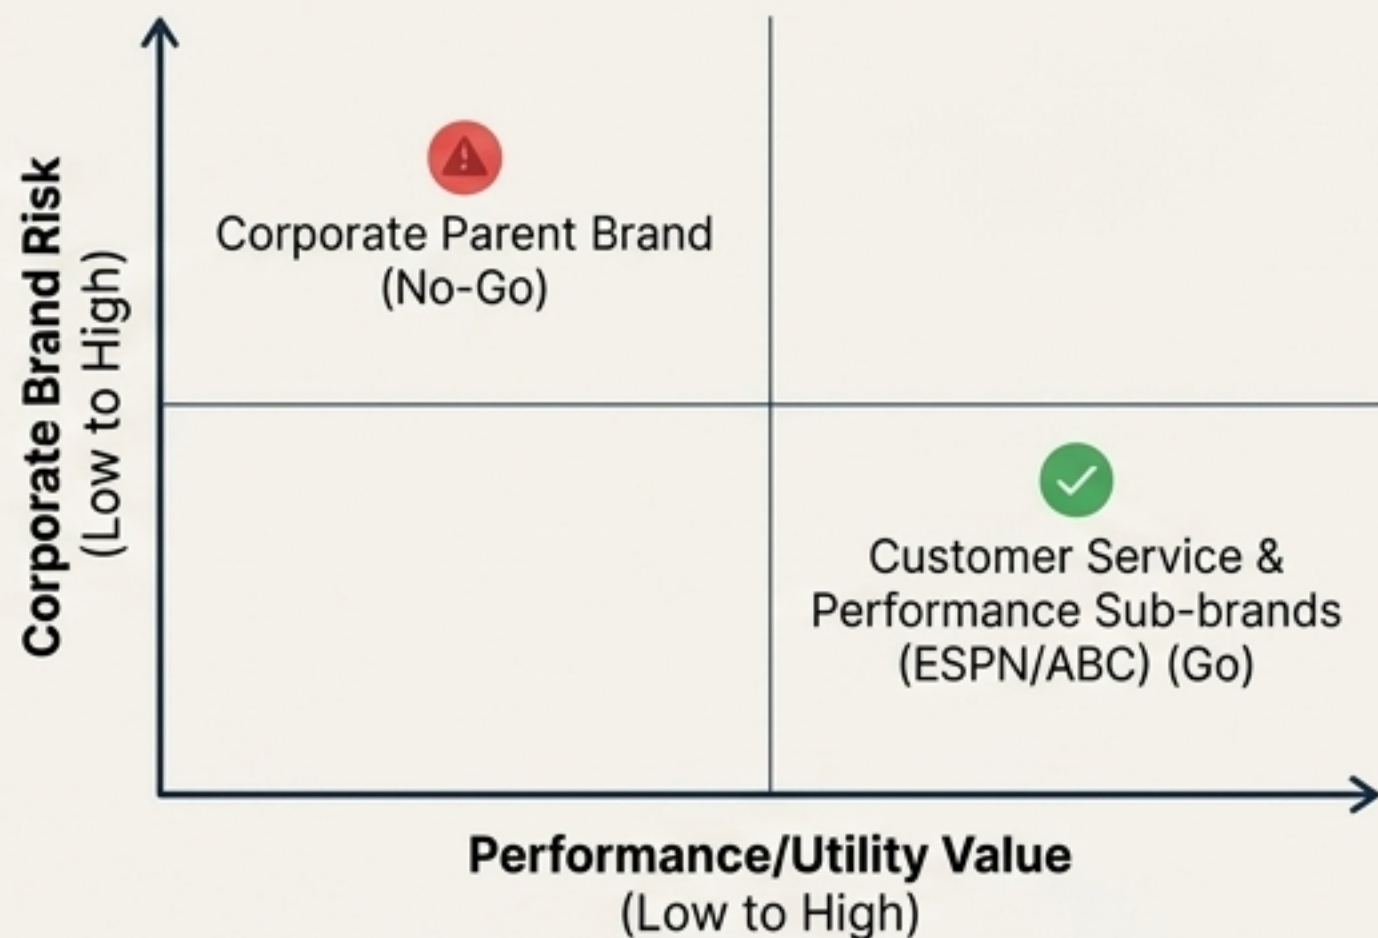 Corporate Brand Risk
(Low to High)
Corporate Parent Brand
(No-Go)
Customer Service &
Performance Sub-brands
(ESPN/ABC) (Go)
Performance/Utility Value
(Low to High)